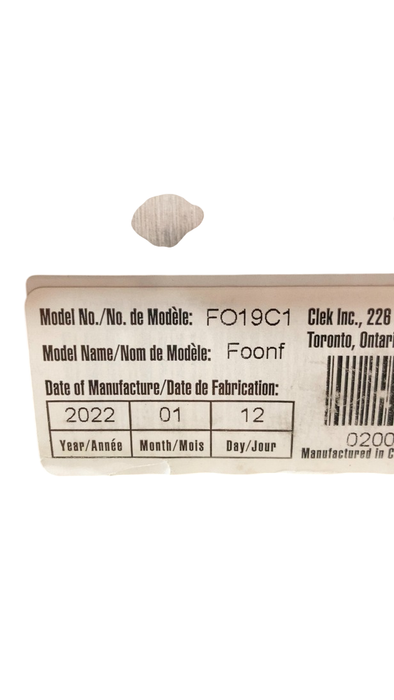 Model No./No. de Modèle: FO19C1
Model Name/Nom de Modèle: Foonf
Date of Manufacture/Date de Fabrication:
2022 01 12
Year/Année Month/Mois Day/Jour
Clek Inc., 226
Toronto, Ontari
0200
Manufactured in C